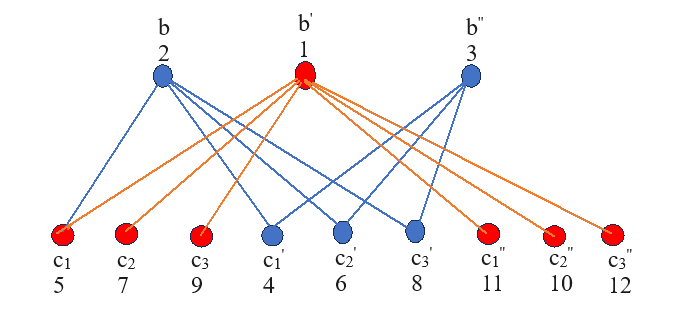 b b' b"
2 1 3
c₁ c₂ c₃ c₁' c₂' c₃' c₁" c₂" c₃"
5 7 9 4 6 8 11 10 12